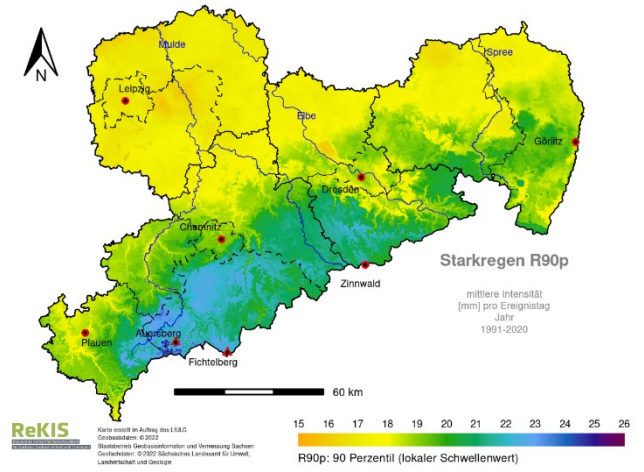 N
Mulde
Spree
Leipzig
Elbe
Görlitz
Dresden
Chemnitz
Starkregen R90p
Zinnwald
mittlere Intensität
[mm] pro Ereignistag
Jahr
1991-2020
Plauen
Auersberg
Fichtelberg
60 km
ReKIS
Karte erstellt im Auftrag des LfULG
Geobasisdaten: © 2022
Staatsbetrieb Geobasisinformation und Vermessung Sachsen
Geofachdaten: © 2022 Sächsisches Landesamt für Umwelt,
Landwirtschaft und Geologie
15 16 17 18 19 20 21 22 23 24 25 26
R90p: 90 Perzentil (lokaler Schwellenwert)